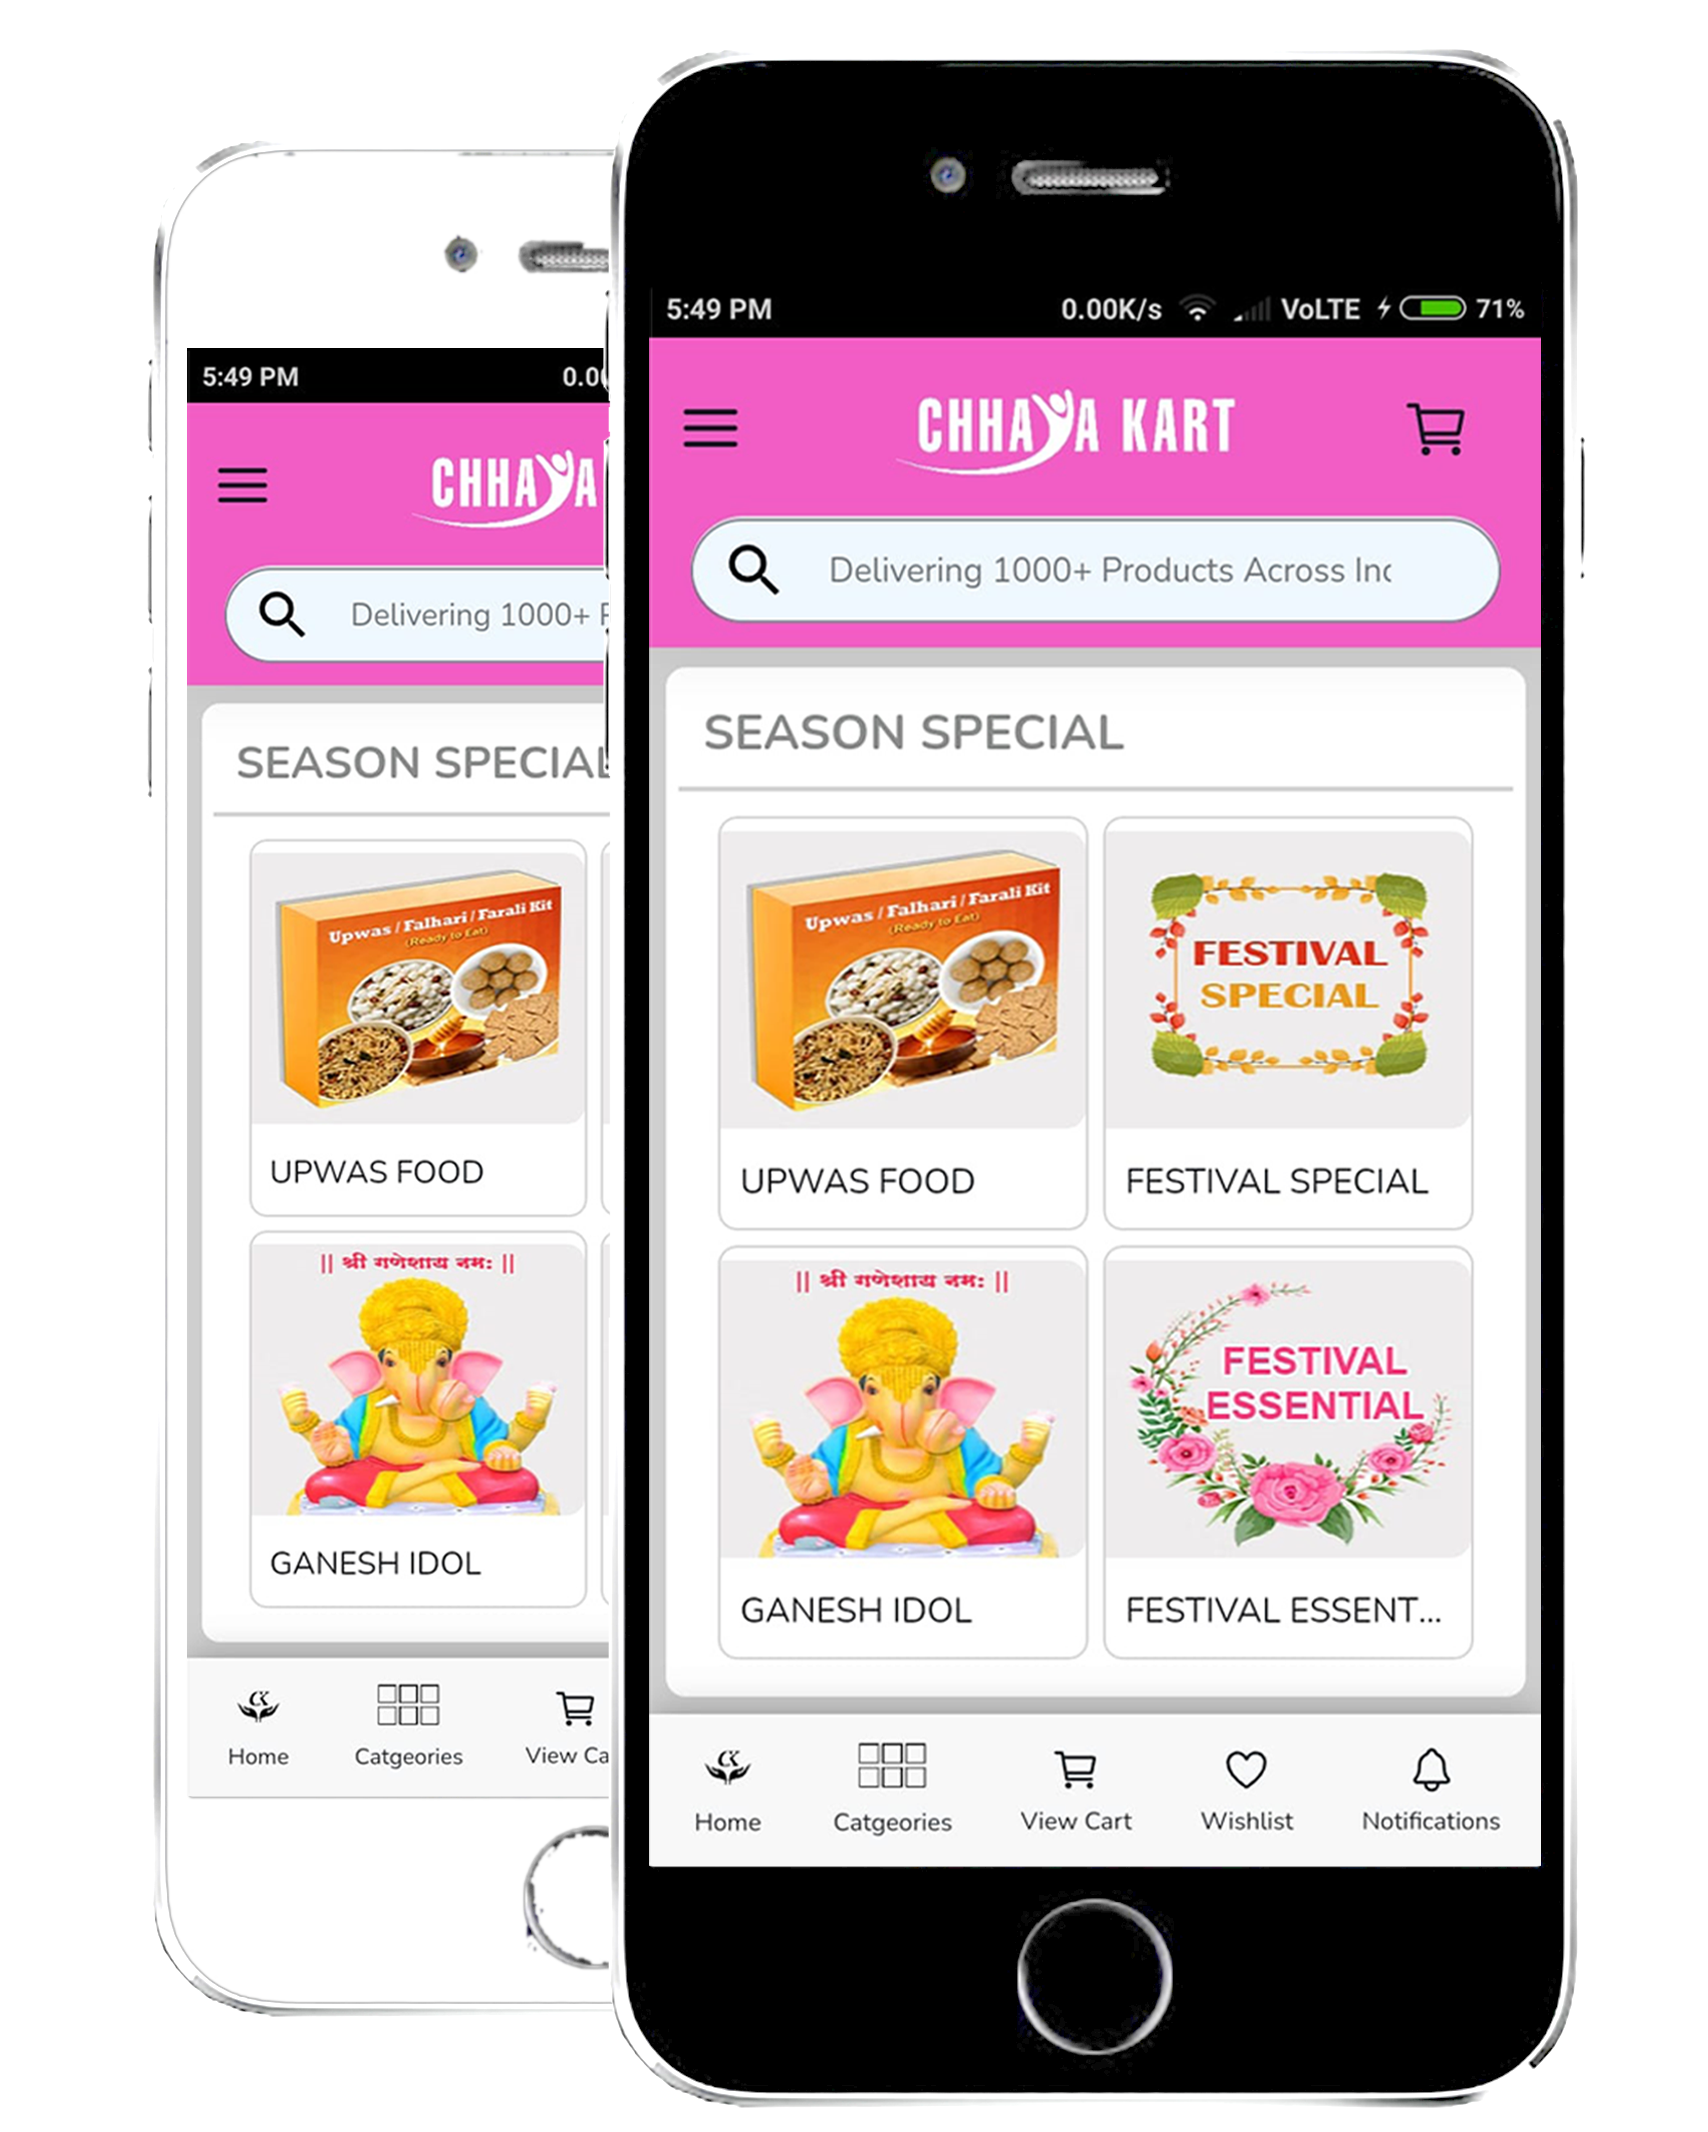 5:49 PM
CHHAYA
Delivering 1000+
SEASON SPECIAL
Upwas / Falhari / Farali Kit
(Ready to Eat)
UPWAS FOOD
|| श्री गणेशाय नमः ||
GANESH IDOL
Home
Catgeories
View Ca
5:49 PM 0.00K/s VoLTE 71%
CHHAYA KART
Delivering 1000+ Products Across Inc
SEASON SPECIAL
Upwas / Falhari / Farali Kit
(Ready to Eat)
UPWAS FOOD
FESTIVAL
SPECIAL
FESTIVAL SPECIAL
|| श्री गणेशाय नमः ||
GANESH IDOL
FESTIVAL
ESSENTIAL
FESTIVAL ESSENT...
CK
Home
Catgeories
View Cart
Wishlist
Notifications